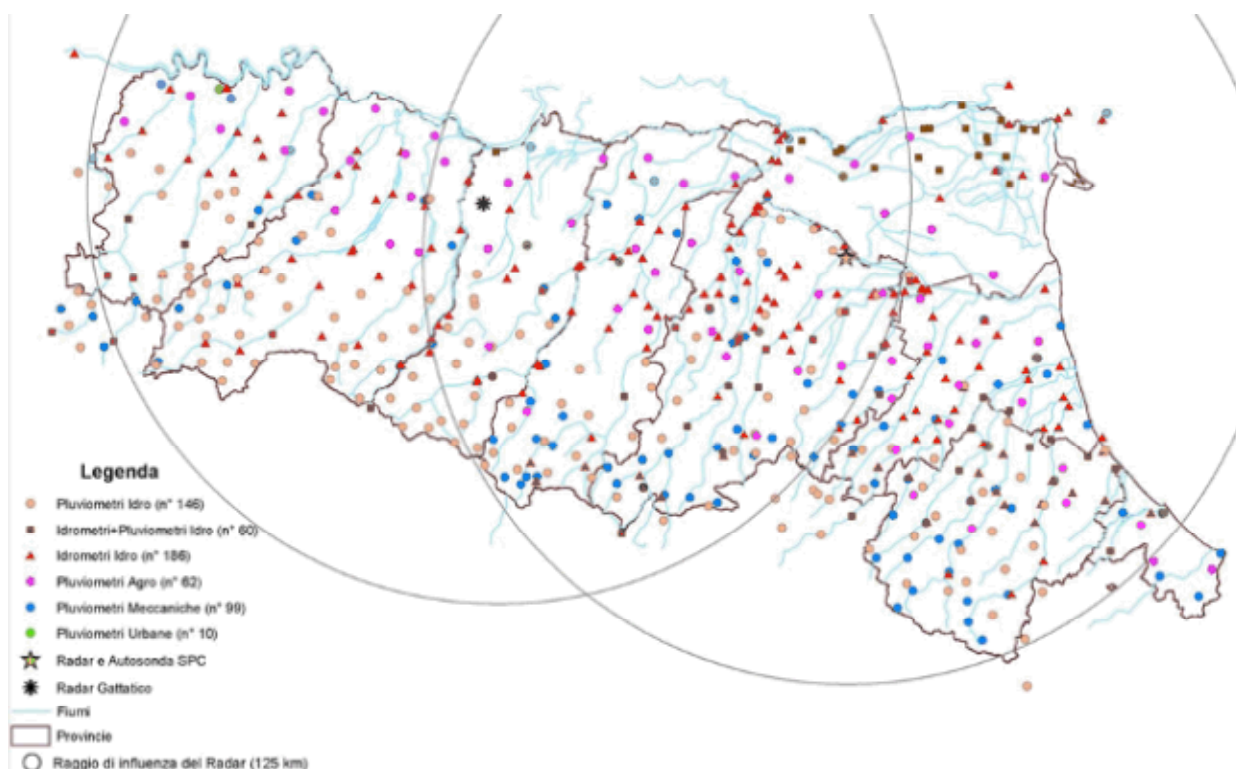 Legenda
Pluviometri Idro (n° 146)
Idrometri+Pluviometri Idro (n° 60)
Idrometri Idro (n° 186)
Pluviometri Agro (n° 62)
Pluviometri Meccaniche (n° 99)
Pluviometri Urbane (n° 10)
Radar e Autosonda SPC
Radar Gattatico
Fiumi
Provincie
Raggio di influenza del Radar (125 km)